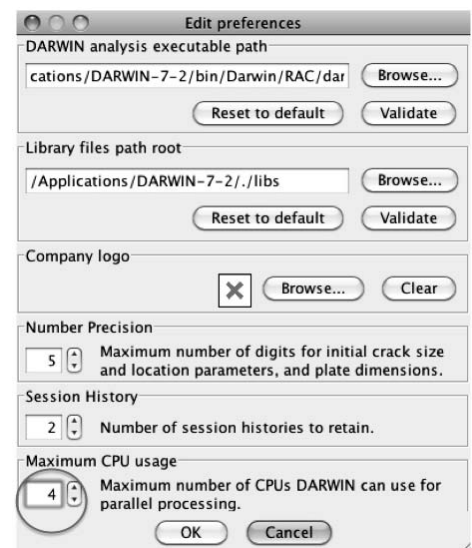 Edit preferences
DARWIN analysis executable path
cations/DARWIN-7-2/bin/Darwin/RAC/dar
Browse...
Reset to default
Validate
Library files path root
/Applications/DARWIN-7-2/./libs
Browse...
Reset to default
Validate
Company logo
Browse...
Clear
Number Precision
5
Maximum number of digits for initial crack size
and location parameters, and plate dimensions.
Session History
2
Number of session histories to retain.
Maximum CPU usage
4
Maximum number of CPUs DARWIN can use for
parallel processing.
OK
Cancel